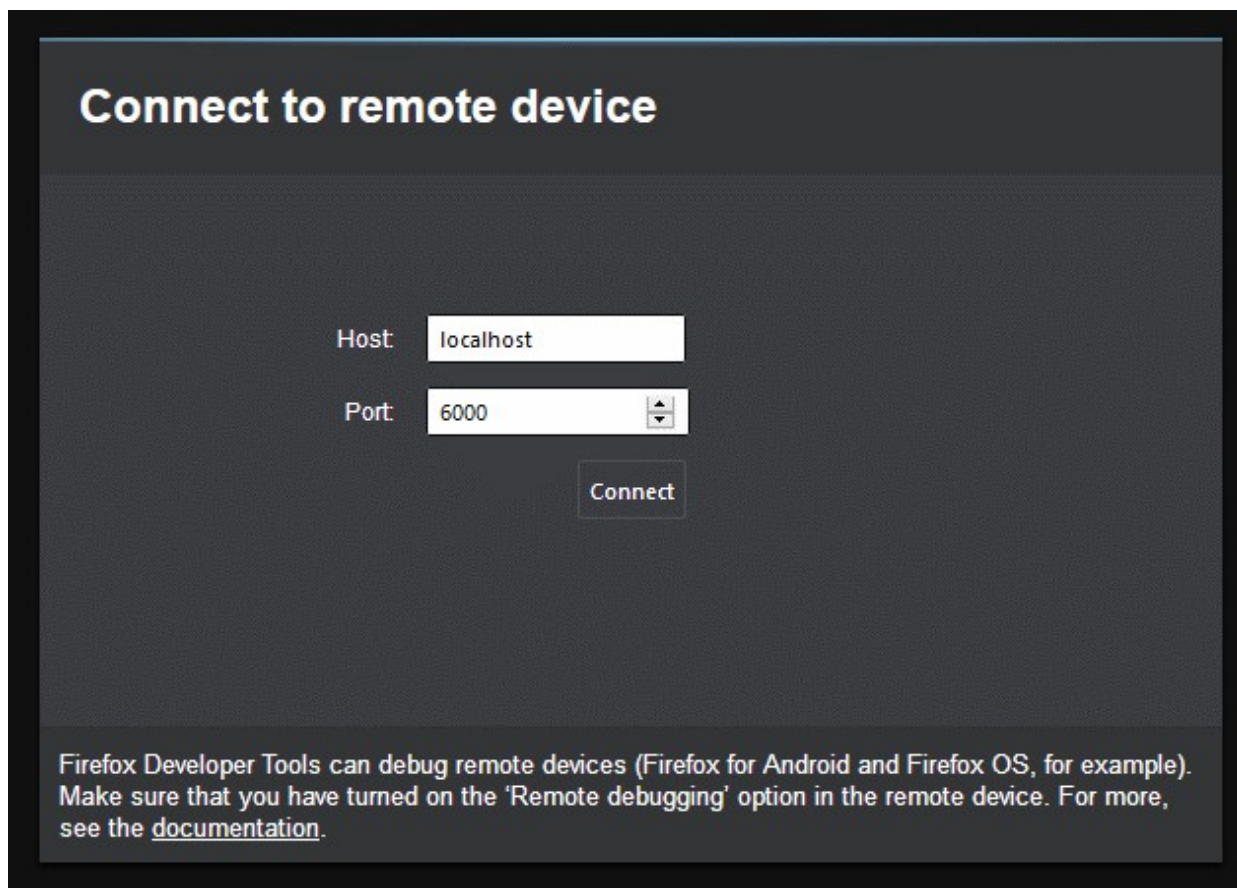 Connect to remote device
Host: localhost
Port: 6000
Connect
Firefox Developer Tools can debug remote devices (Firefox for Android and Firefox OS, for example).
Make sure that you have turned on the ‘Remote debugging’ option in the remote device. For more,
see the documentation.